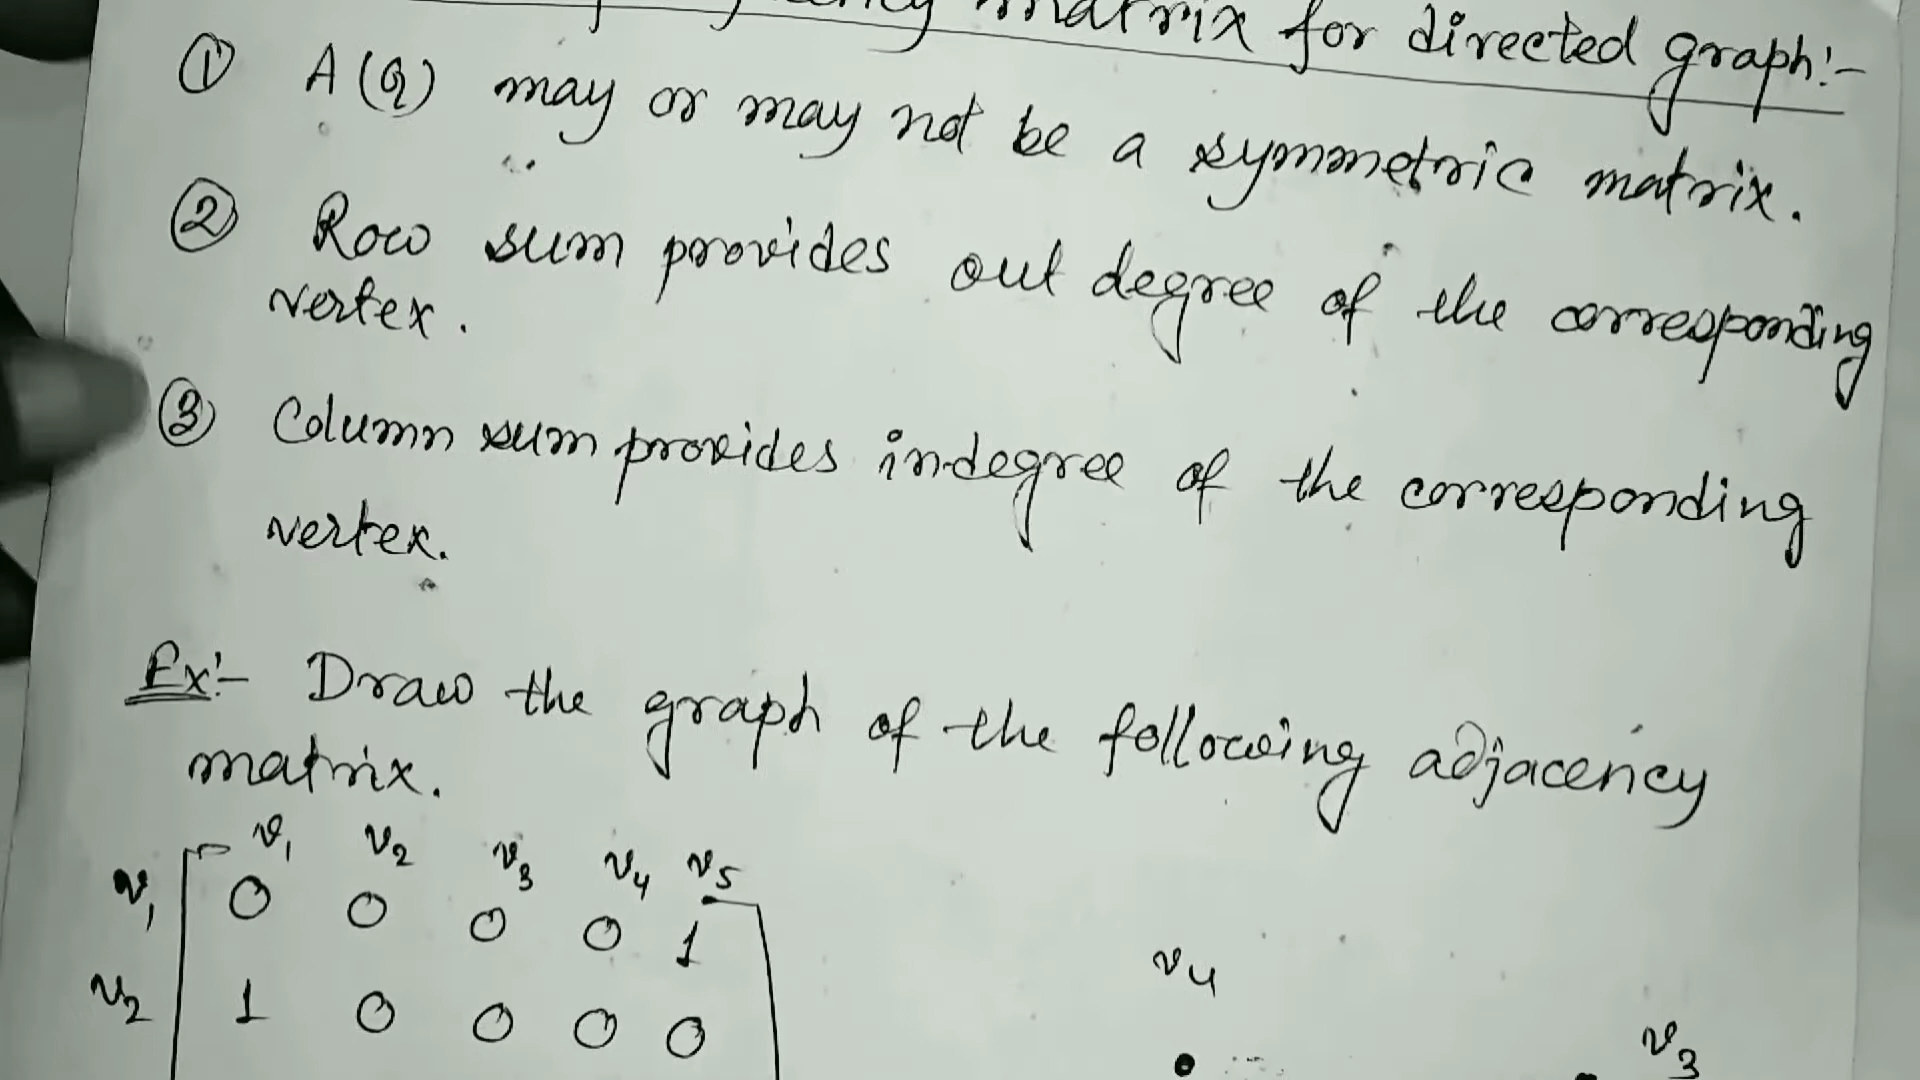 matrix for directed graph:-
① A(G) may or may not be a symmetric matrix.
② Row sum provides out degree of the corresponding
vertex.
③ Column sum provides indegree of the corresponding
vertex.
Ex:- Draw the graph of the following adjacency
matrix.
v1 v2 v3 v4 v5
v1 0 0 0 0 1
v2 1 0 0 0 0
v4
v3